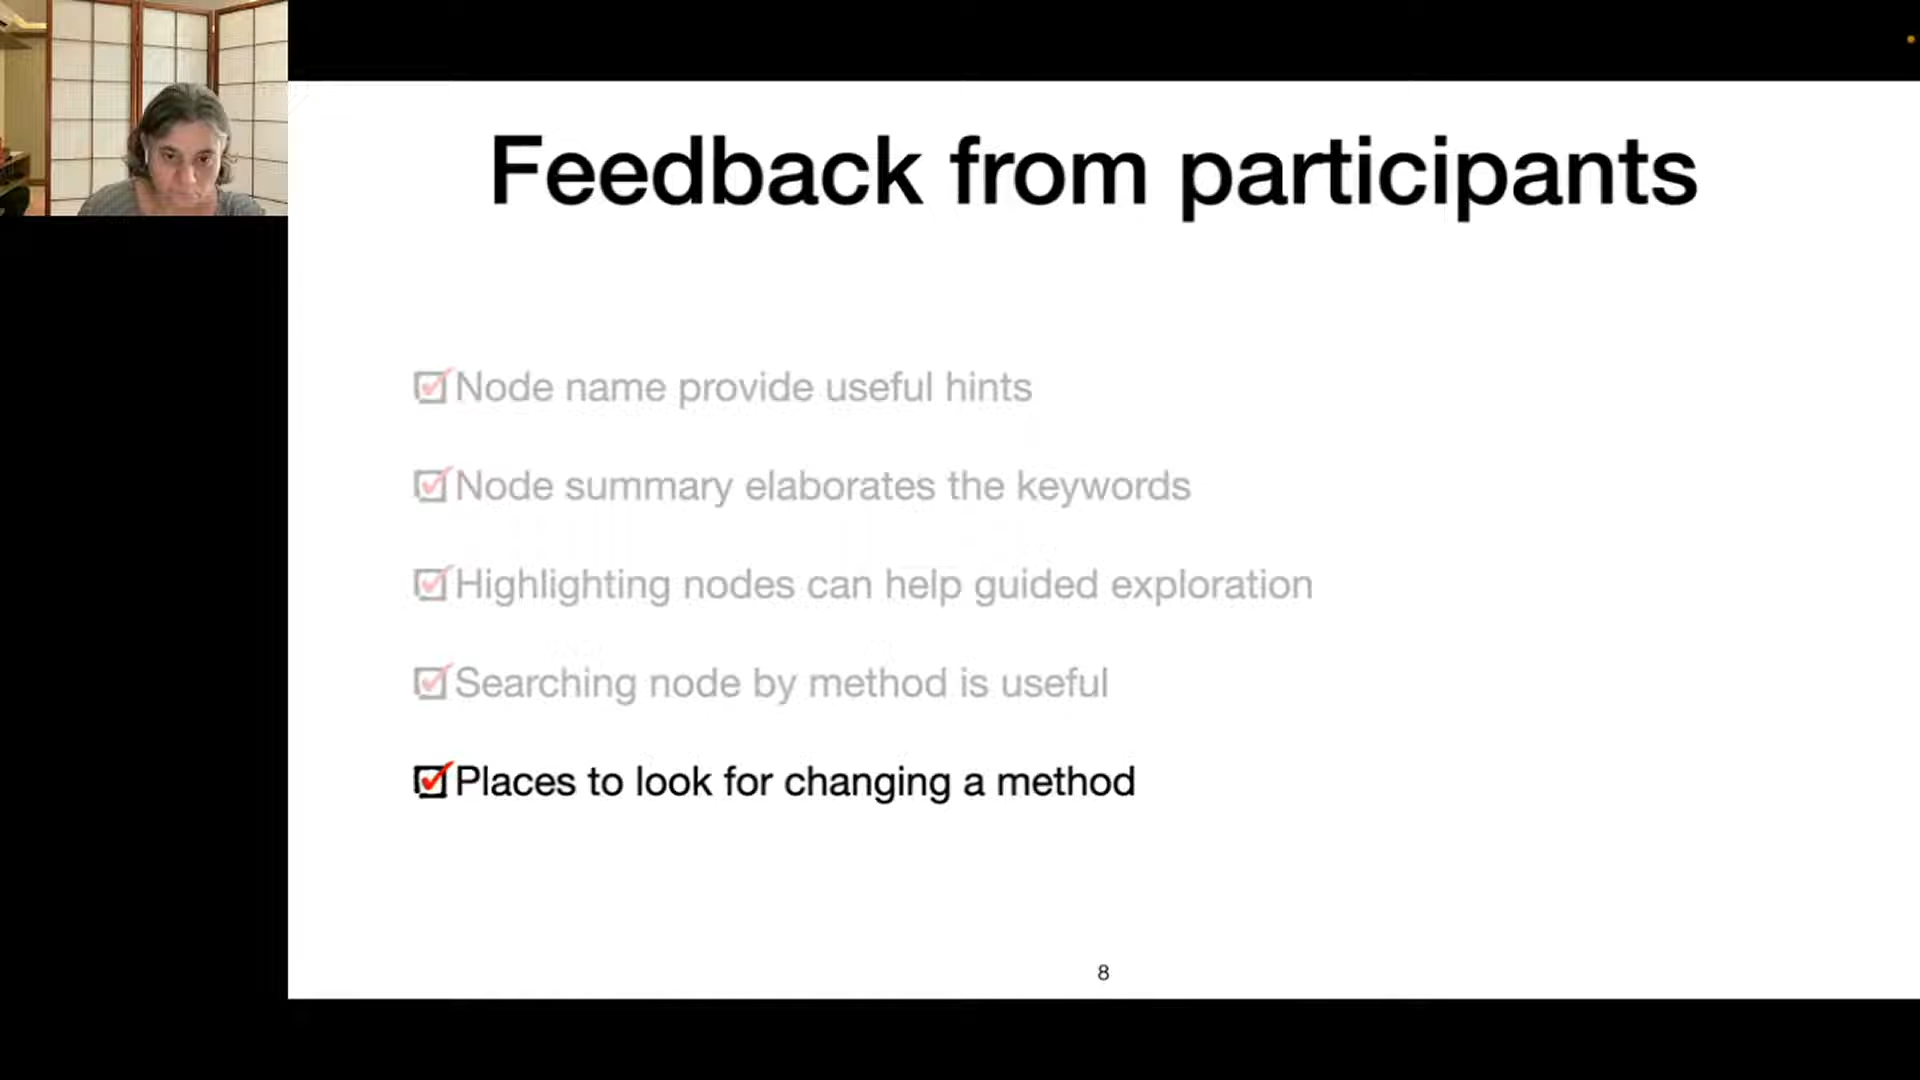 Feedback from participants
Node name provide useful hints
Node summary elaborates the keywords
Highlighting nodes can help guided exploration
Searching node by method is useful
Places to look for changing a method
8